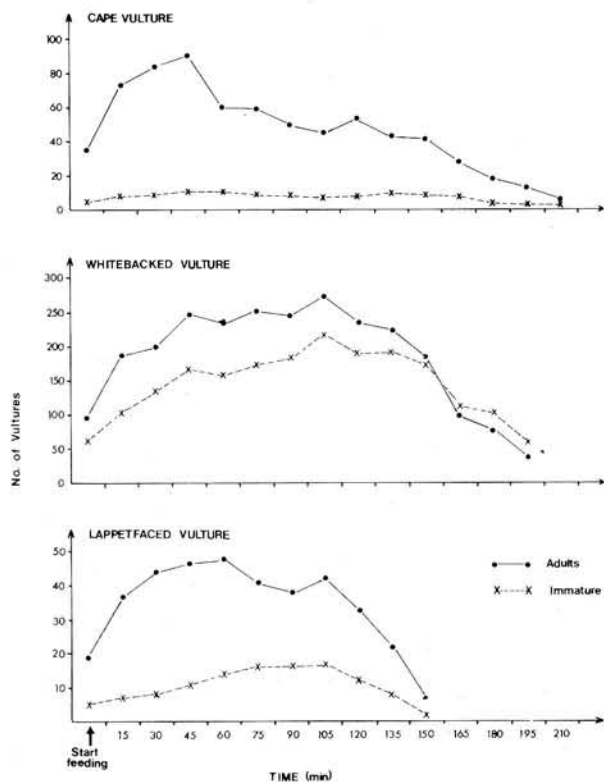 CAPE VULTURE
100
80
60
40
20
0
WHITEBACKED VULTURE
300
250
200
150
100
50
0
No. of Vultures
LAPPETFACED VULTURE
50
40
30
20
10
Adults
Immature
15 30 45 60 75 90 105 120 135 150 165 180 195 210
Start
feeding
TIME (min)